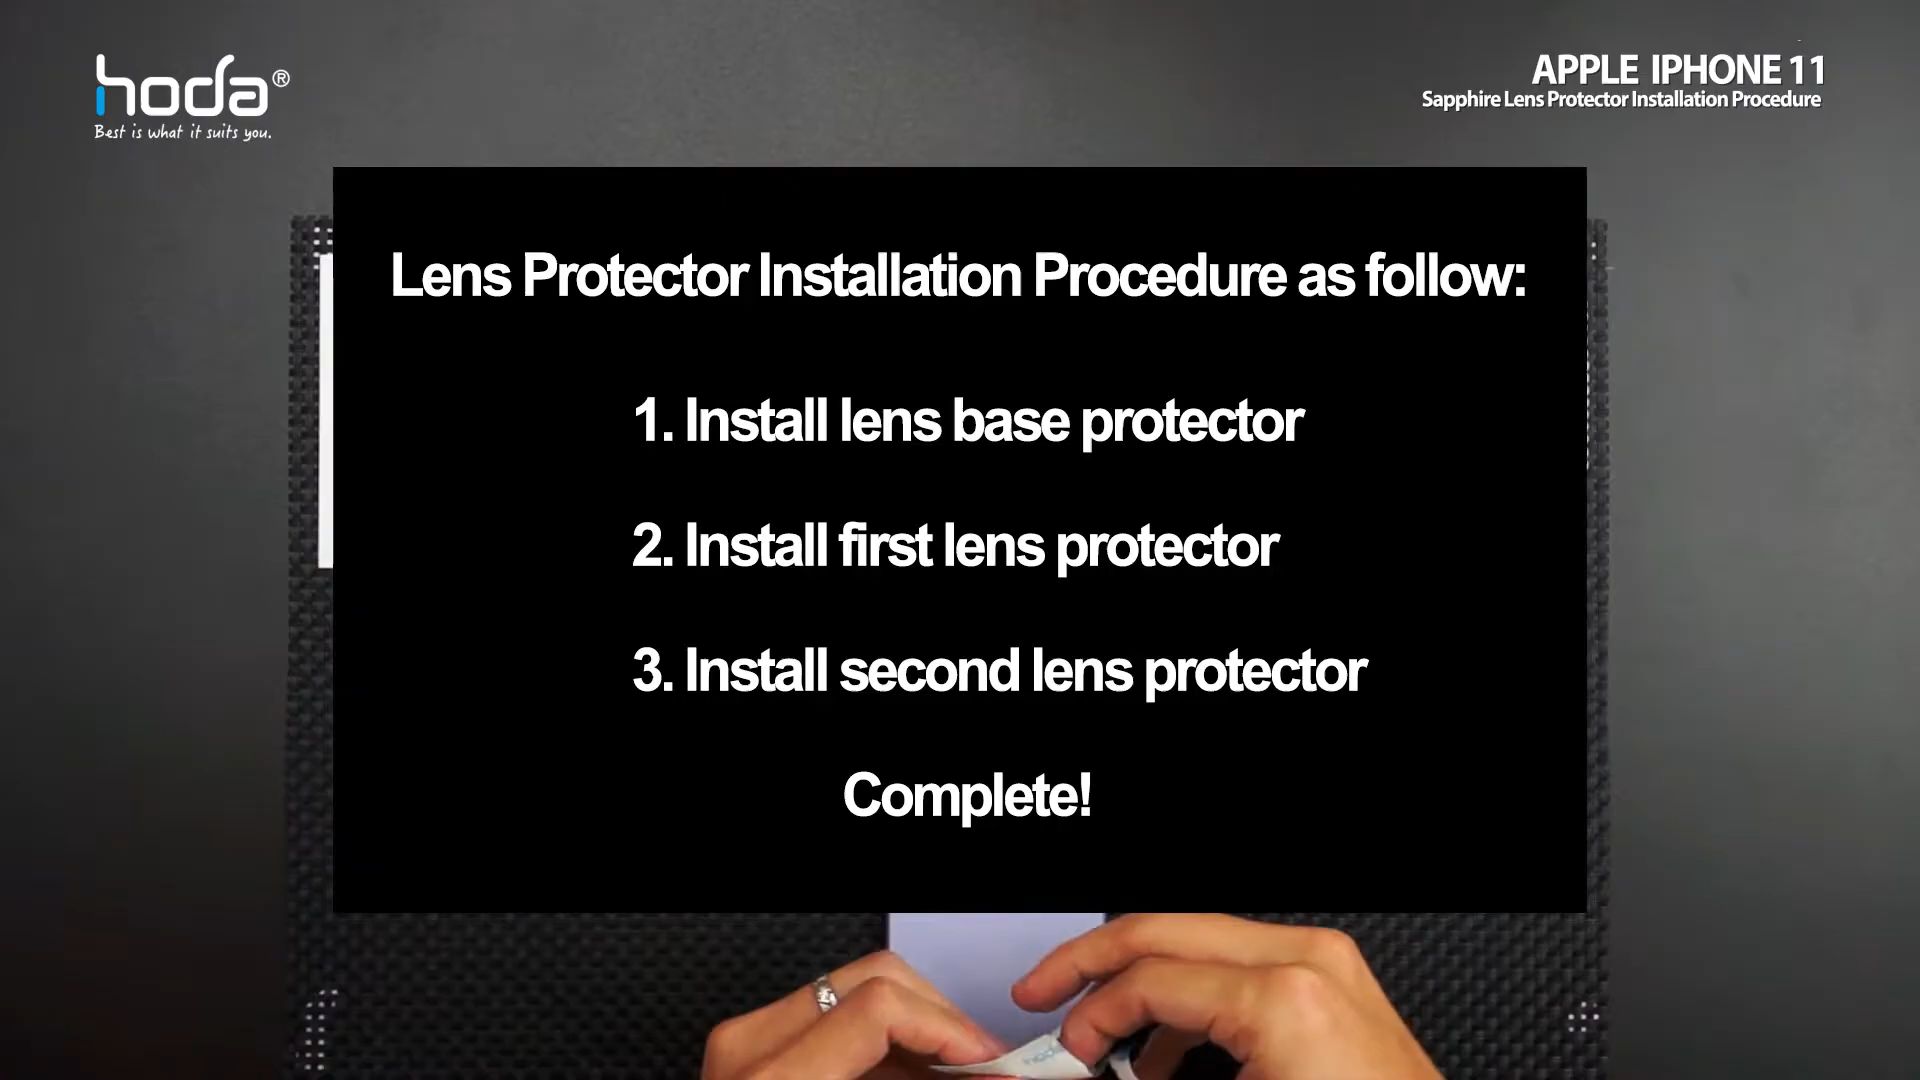 hoda®
Best is what it suits you.
APPLE IPHONE 11
Sapphire Lens Protector Installation Procedure
Lens Protector Installation Procedure as follow:
1. Install lens base protector
2. Install first lens protector
3. Install second lens protector
Complete!